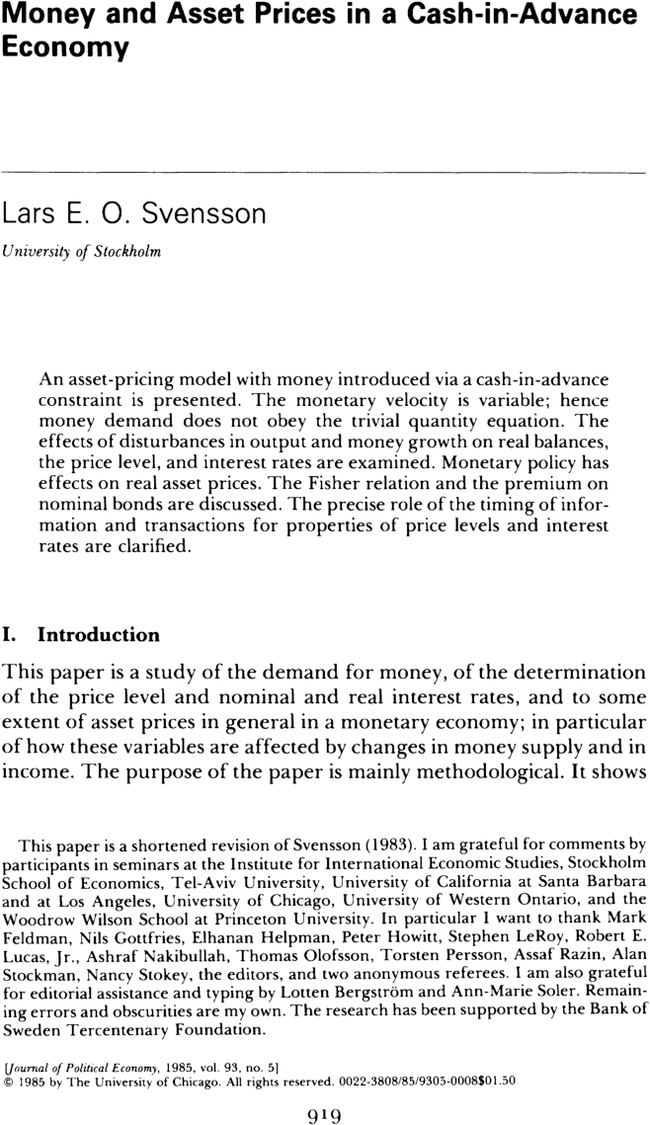 Money and Asset Prices in a Cash-in-Advance
Economy
Lars E. O. Svensson
University of Stockholm
An asset-pricing model with money introduced via a cash-in-advance
constraint is presented. The monetary velocity is variable; hence
money demand does not obey the trivial quantity equation. The
effects of disturbances in output and money growth on real balances,
the price level, and interest rates are examined. Monetary policy has
effects on real asset prices. The Fisher relation and the premium on
nominal bonds are discussed. The precise role of the timing of infor-
mation and transactions for properties of price levels and interest
rates are clarified.
I. Introduction
This paper is a study of the demand for money, of the determination
of the price level and nominal and real interest rates, and to some
extent of asset prices in general in a monetary economy; in particular
of how these variables are affected by changes in money supply and in
income. The purpose of the paper is mainly methodological. It shows
This paper is a shortened revision of Svensson (1983). I am grateful for comments by
participants in seminars at the Institute for International Economic Studies, Stockholm
School of Economics, Tel-Aviv University, University of California at Santa Barbara
and at Los Angeles, University of Chicago, University of Western Ontario, and the
Woodrow Wilson School at Princeton University. In particular I want to thank Mark
Feldman, Nils Gottfries, Elhanan Helpman, Peter Howitt, Stephen LeRoy, Robert E.
Lucas, Jr., Ashraf Nakibullah, Thomas Olofsson, Torsten Persson, Assaf Razin, Alan
Stockman, Nancy Stokey, the editors, and two anonymous referees. I am also grateful
for editorial assistance and typing by Lotten Bergström and Ann-Marie Soler. Remain-
ing errors and obscurities are my own. The research has been supported by the Bank of
Sweden Tercentenary Foundation.
[Journal of Political Economy, 1985, vol. 93, no. 5]
© 1985 by The University of Chicago. All rights reserved. 0022-3808/85/9305-0008$01.50
919